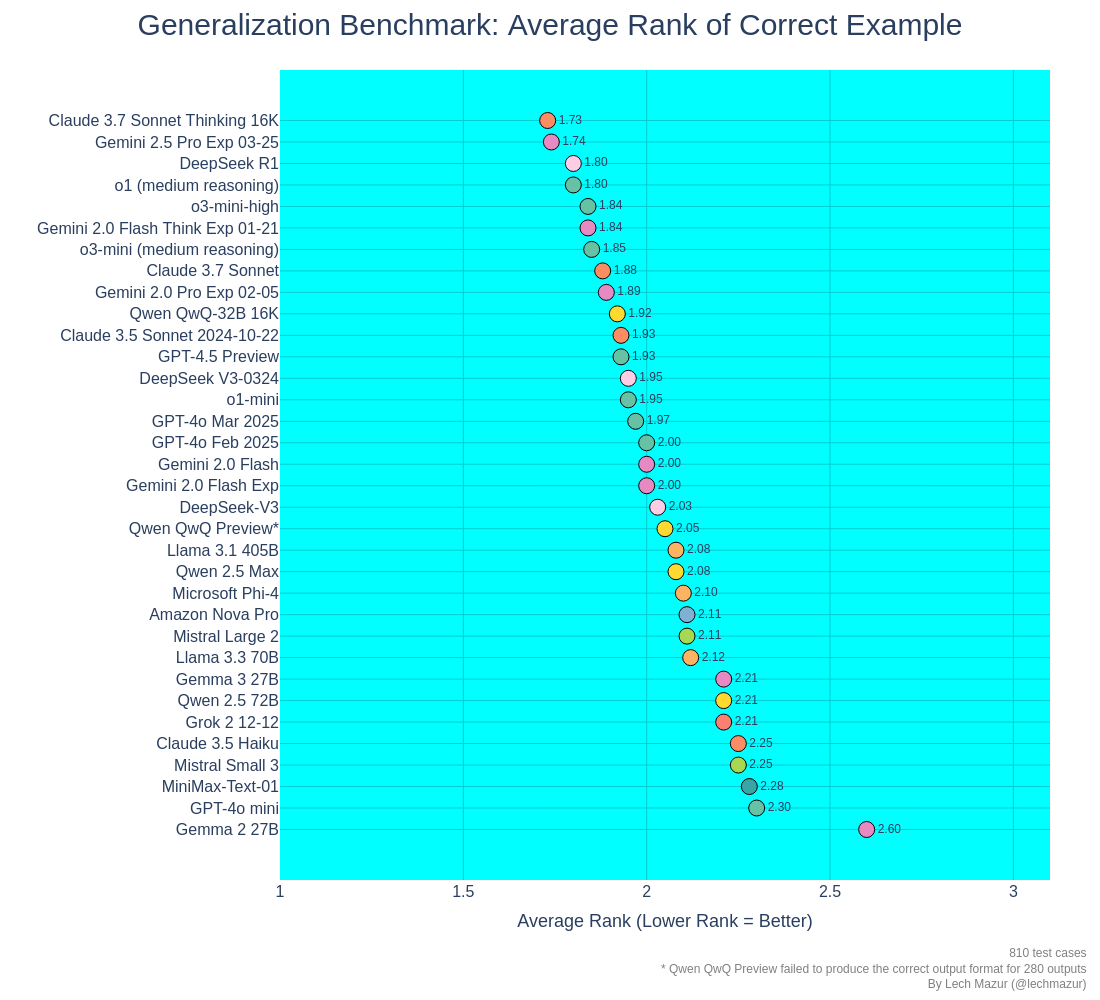 Generalization Benchmark: Average Rank of Correct Example
Claude 3.7 Sonnet Thinking 16K 1.73
Gemini 2.5 Pro Exp 03-25 1.74
DeepSeek R1 1.80
o1 (medium reasoning) 1.80
o3-mini-high 1.84
Gemini 2.0 Flash Think Exp 01-21 1.84
o3-mini (medium reasoning) 1.85
Claude 3.7 Sonnet 1.88
Gemini 2.0 Pro Exp 02-05 1.89
Qwen QwQ-32B 16K 1.92
Claude 3.5 Sonnet 2024-10-22 1.93
GPT-4.5 Preview 1.93
DeepSeek V3-0324 1.95
o1-mini 1.95
GPT-4o Mar 2025 1.97
GPT-4o Feb 2025 2.00
Gemini 2.0 Flash 2.00
Gemini 2.0 Flash Exp 2.00
DeepSeek-V3 2.03
Qwen QwQ Preview* 2.05
Llama 3.1 405B 2.08
Qwen 2.5 Max 2.08
Microsoft Phi-4 2.10
Amazon Nova Pro 2.11
Mistral Large 2 2.11
Llama 3.3 70B 2.12
Gemma 3 27B 2.21
Qwen 2.5 72B 2.21
Grok 2 12-12 2.21
Claude 3.5 Haiku 2.25
Mistral Small 3 2.25
MiniMax-Text-01 2.28
GPT-4o mini 2.30
Gemma 2 27B 2.60
1 1.5 2 2.5 3
Average Rank (Lower Rank = Better)
810 test cases
* Qwen QwQ Preview failed to produce the correct output format for 280 outputs
By Lech Mazur (@lechmazur)